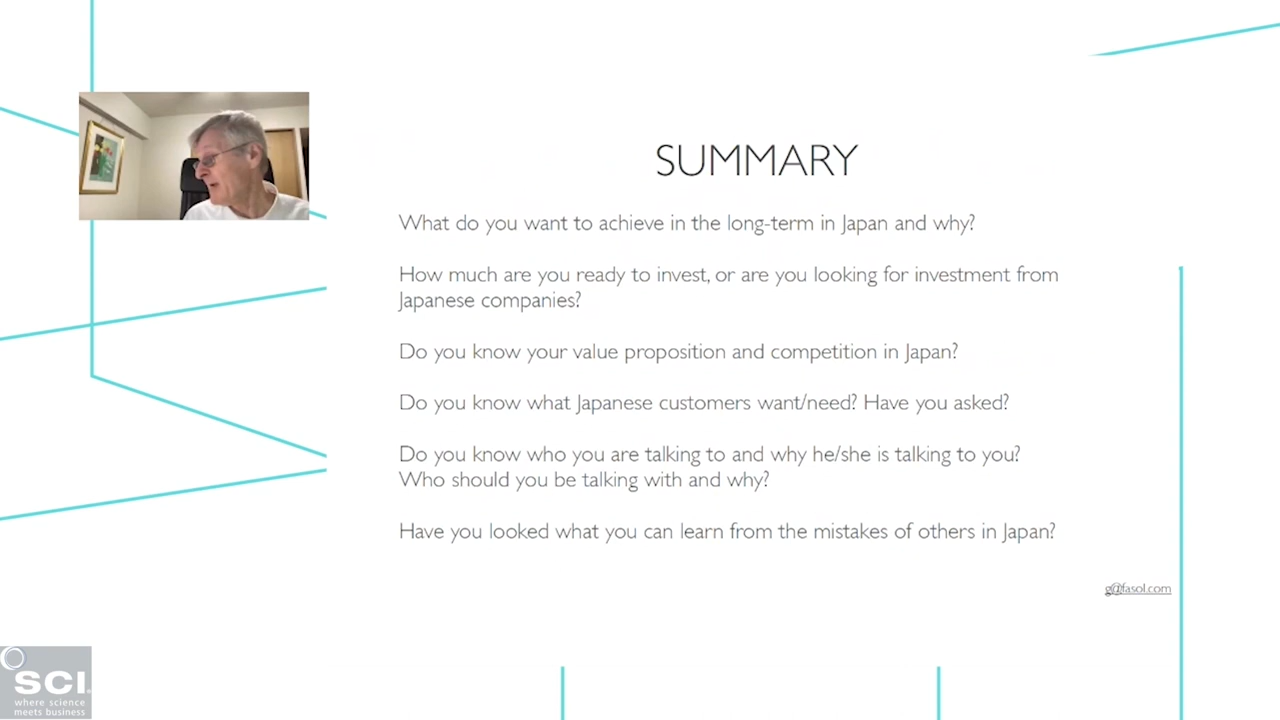 SUMMARY
What do you want to achieve in the long-term in Japan and why?
How much are you ready to invest, or are you looking for investment from
Japanese companies?
Do you know your value proposition and competition in Japan?
Do you know what Japanese customers want/need? Have you asked?
Do you know who you are talking to and why he/she is talking to you?
Who should you be talking with and why?
Have you looked what you can learn from the mistakes of others in Japan?
g@fasol.com
SCI
where science
meets business